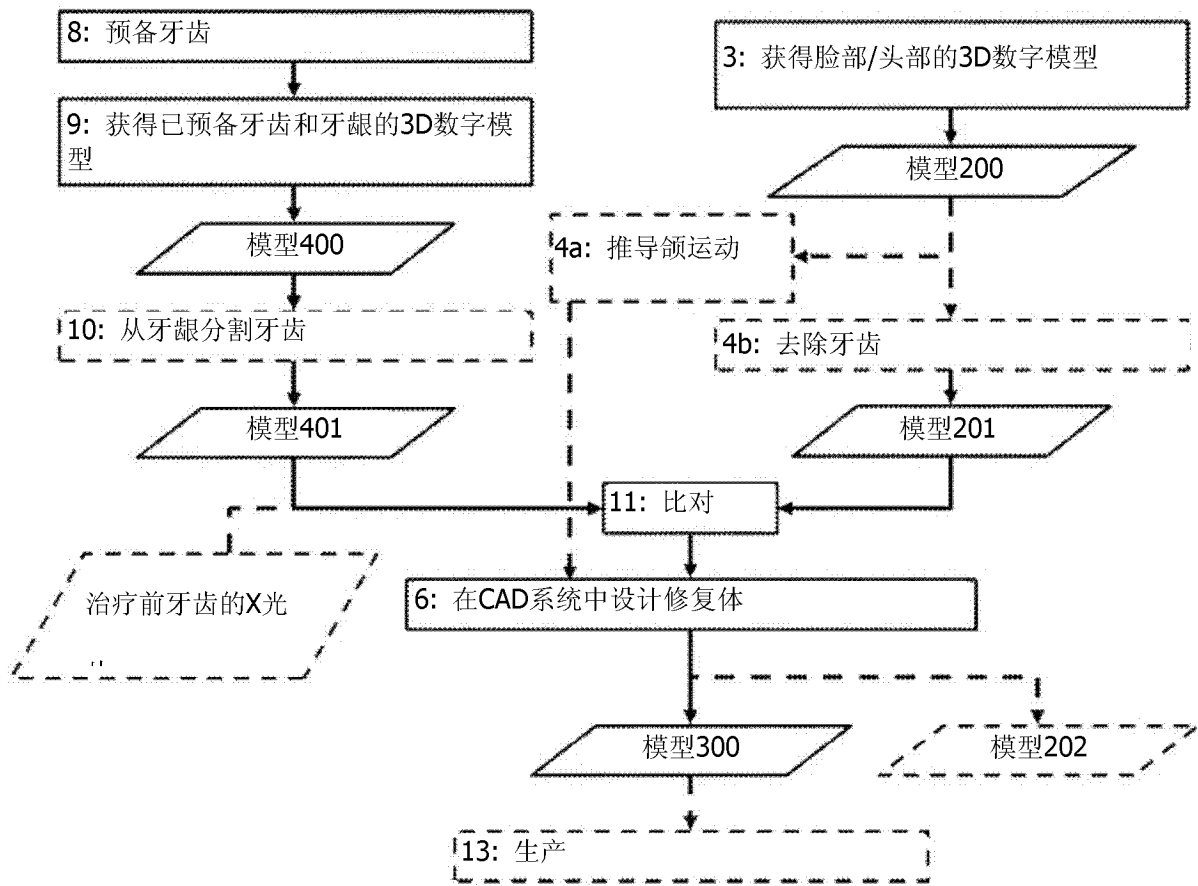 8: 预备牙齿
3: 获得脸部/头部的3D数字模型
9: 获得已预备牙齿和牙龈的3D数字模
型
模型200
模型400
4a: 推导颌运动
10: 从牙龈分割牙齿
4b: 去除牙齿
模型401
模型201
11: 比对
治疗前牙齿的X光
6: 在CAD系统中设计修复体
模型300
模型202
13: 生产